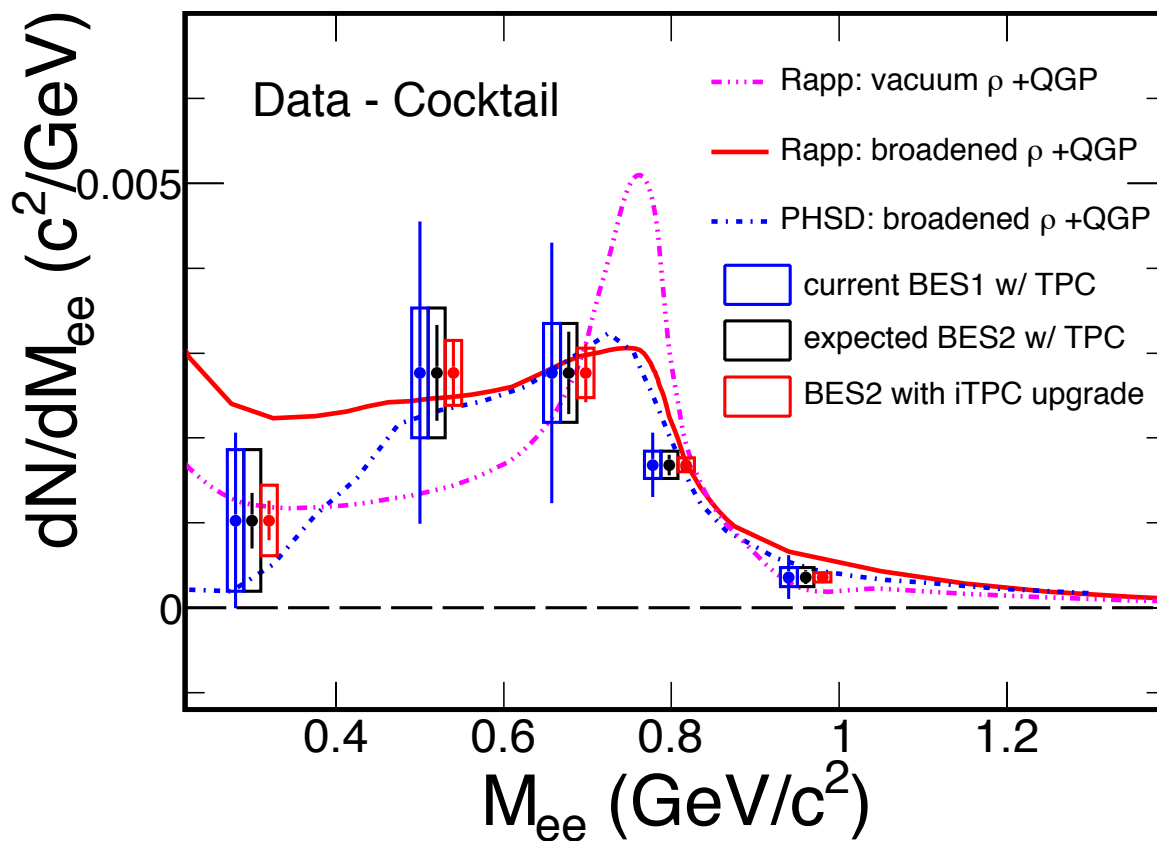 dN/dM_ee (c²/GeV)
Data - Cocktail
Rapp: vacuum ρ +QGP
Rapp: broadened ρ +QGP
PHSD: broadened ρ +QGP
current BES1 w/ TPC
expected BES2 w/ TPC
BES2 with iTPC upgrade
0.005
0
0.4 0.6 0.8 1 1.2
M_ee (GeV/c²)